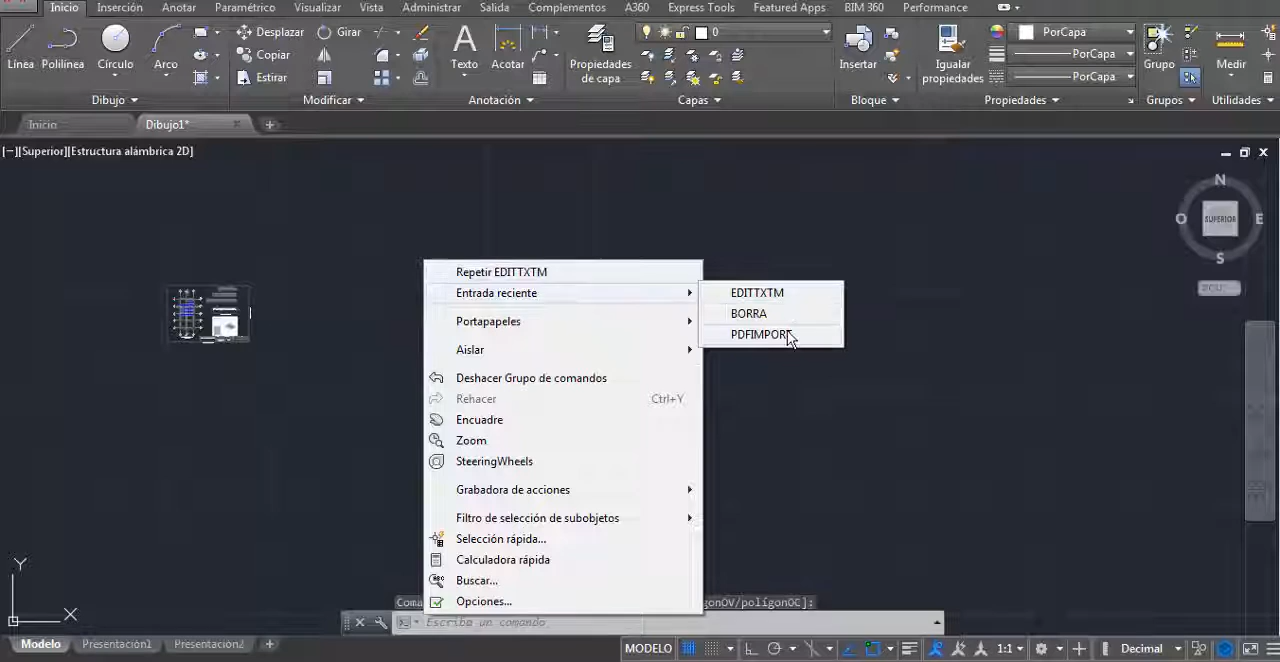 Inicio Inserción Anotar Paramétrico Visualizar Vista Administrar Salida Complementos A360 Express Tools Featured Apps BIM 360 Performance
Desplazar Girar
Copiar
Estirar
Línea Polilínea Círculo Arco
Texto Acotar
Propiedades de capa
0
Insertar
Igualar propiedades
PorCapa
PorCapa
PorCapa
Grupo
Medir
Dibujo Modificar Anotación Capas Bloque Propiedades Grupos Utilidades
Inicio Dibujo1*
[−][Superior][Estructura alámbrica 2D]
N
O SUPERIOR E
S
Repetir EDITTXTM
Entrada reciente
EDITTXTM
BORRA
PDFIMPORT
Portapapeles
Aislar
Deshacer Grupo de comandos
Rehacer Ctrl+Y
Encuadre
Zoom
SteeringWheels
Grabadora de acciones
Filtro de selección de subobjetos
Selección rápida...
Calculadora rápida
Buscar...
Opciones...
Y
X
gonOV/polígonOC]:
Escriba un comando
Modelo Presentación1 Presentación2
MODELO 1:1 Decimal